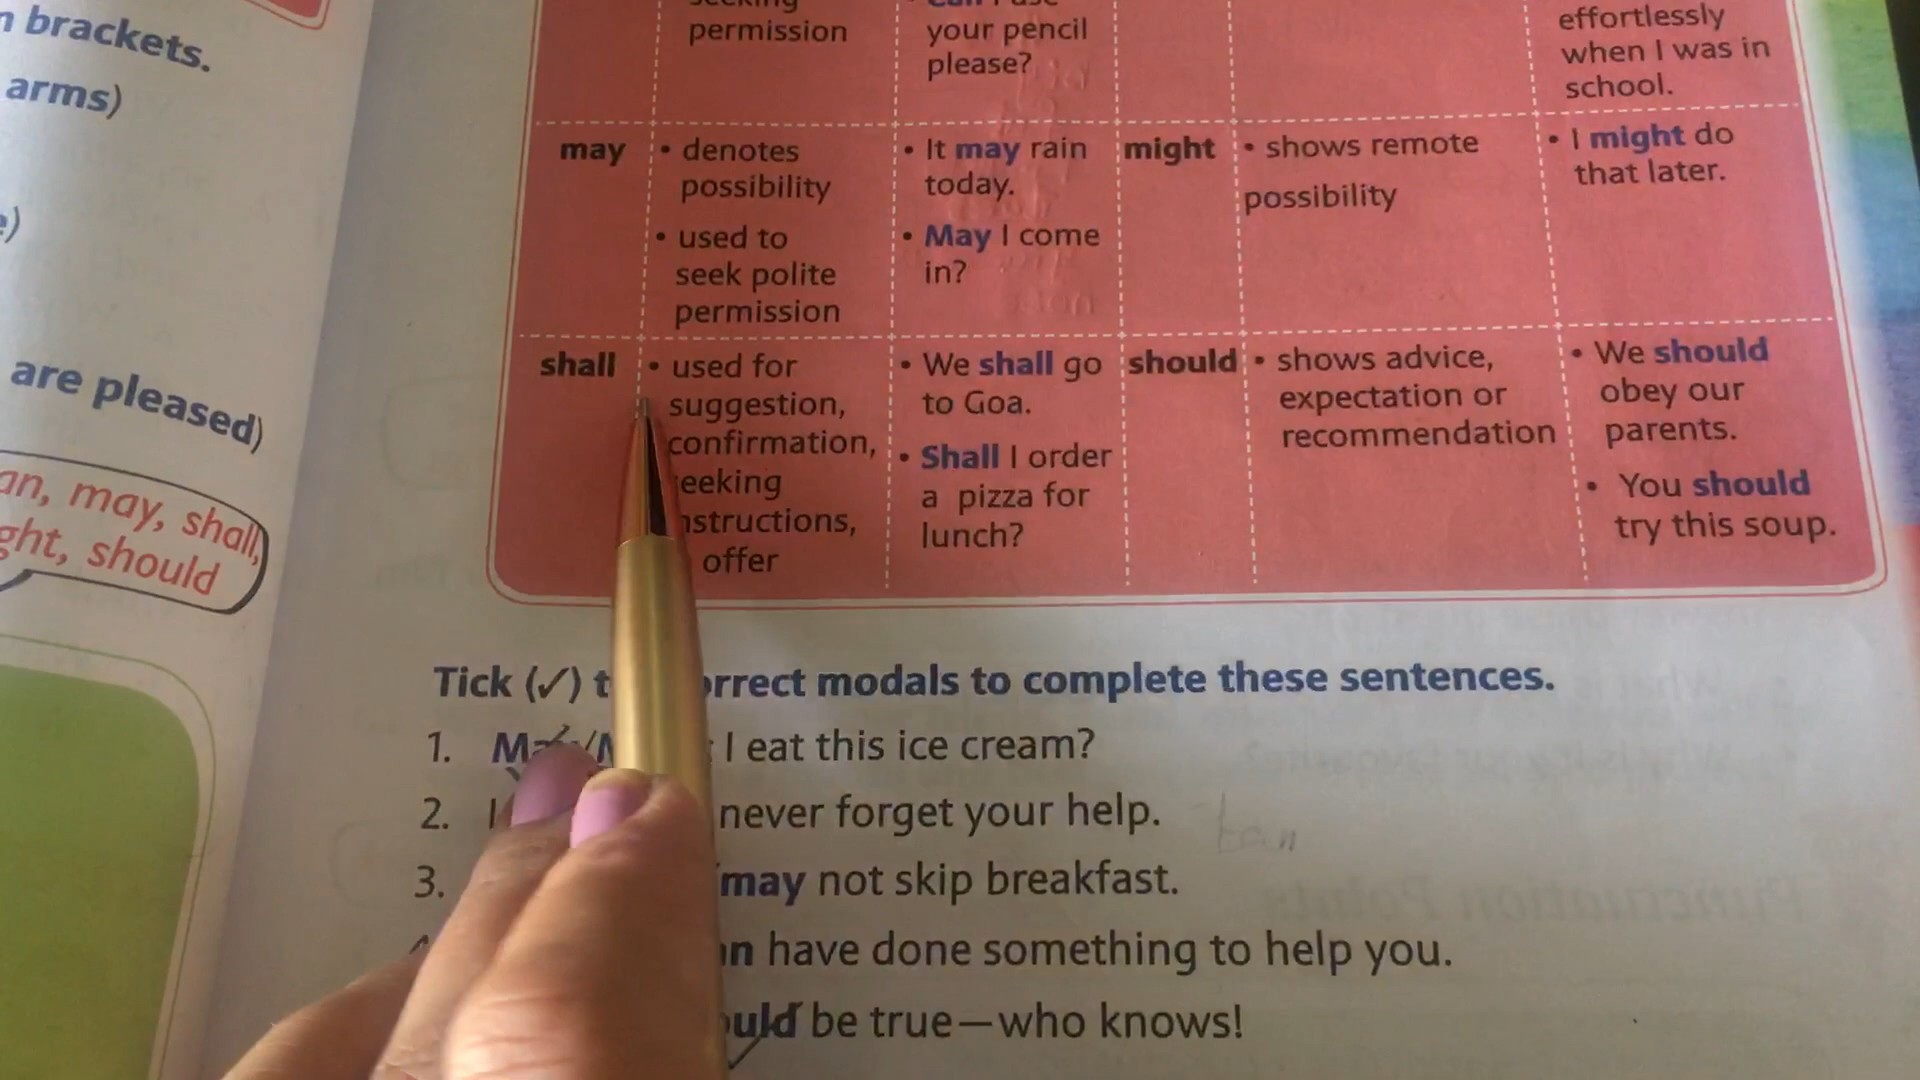 brackets.
arms)
are pleased)
may, shall,
should
permission
your pencil
please?
effortlessly
when I was in
school.
may
• denotes
possibility
• used to
seek polite
permission
• It may rain
today.
• May I come
in?
might
• shows remote
possibility
• I might do
that later.
shall
• used for
suggestion,
confirmation,
offer
• We shall go
to Goa.
• Shall I order
a pizza for
lunch?
should
• shows advice,
expectation or
recommendation
• We should
obey our
parents.
• You should
try this soup.
Tick (✓) modals to complete these sentences.
1. I eat this ice cream?
2. I never forget your help.
3. may not skip breakfast.
have done something to help you.
be true—who knows!